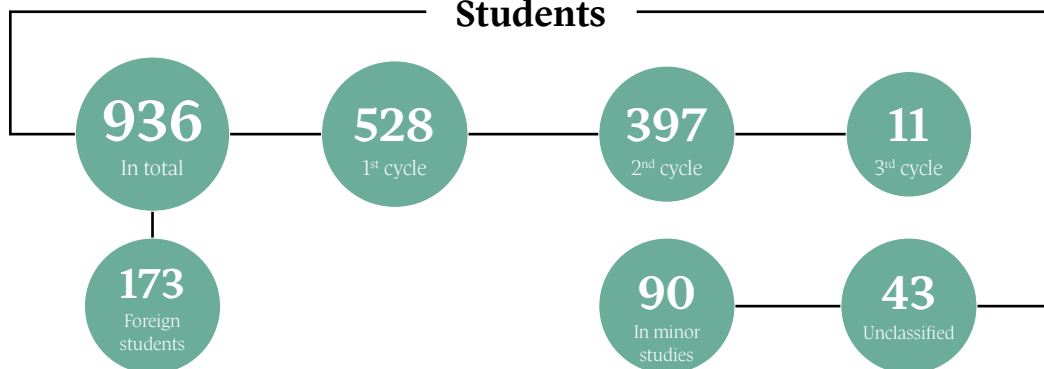 Students
936
In total
528
1st cycle
397
2nd cycle
11
3rd cycle
173
Foreign
students
90
In minor
studies
43
Unclassified